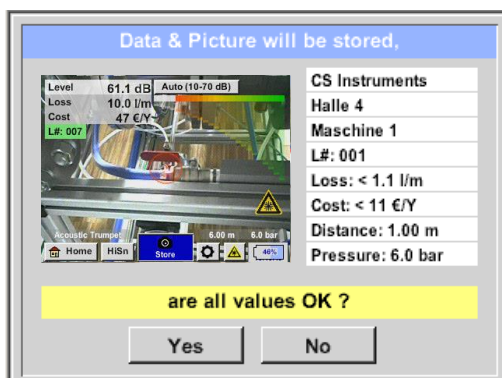 Data & Picture will be stored,
Level 61.1 dB Auto (10-70 dB)
Loss 10.0 l/m
Cost 47 €/Y
L#: 007
Acoustic Trumpet 6.00 m 6.0 bar
Home HiSn Store 46%
CS Instruments
Halle 4
Maschine 1
L#: 001
Loss: < 1.1 l/m
Cost: < 11 €/Y
Distance: 1.00 m
Pressure: 6.0 bar
are all values OK ?
Yes No